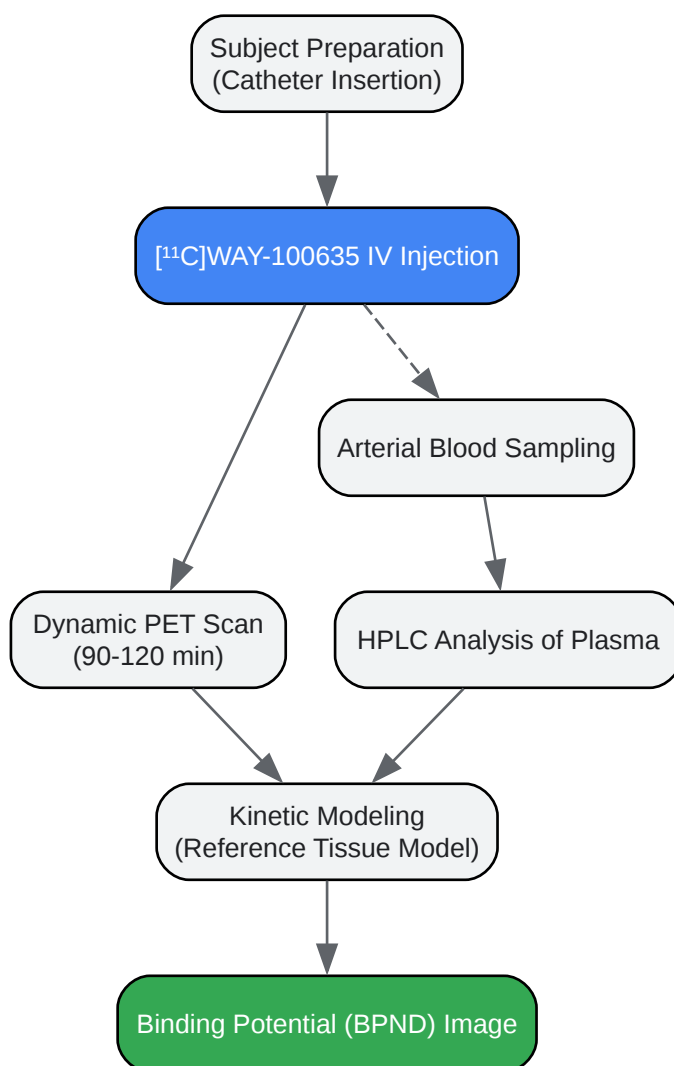 Subject Preparation
(Catheter Insertion)
[¹¹C]WAY-100635 IV Injection
Arterial Blood Sampling
Dynamic PET Scan
(90-120 min)
HPLC Analysis of Plasma
Kinetic Modeling
(Reference Tissue Model)
Binding Potential (BPND) Image